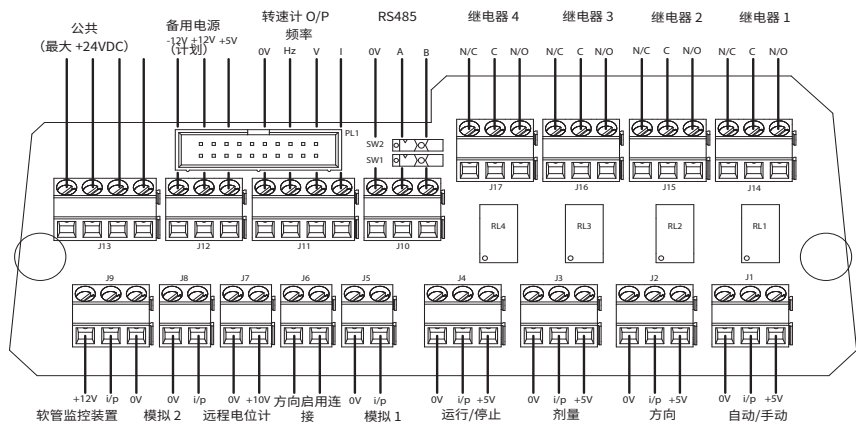 公共
（最大 +24VDC）
备用电源
（计划）
-12V +12V +5V
转速计 O/P
频率
0V Hz V I
RS485
0V A B
继电器 4
N/C C N/O
继电器 3
N/C C N/O
继电器 2
N/C C N/O
继电器 1
N/C C N/O
PL1
SW2
SW1
J13
J12
J11
J10
J17
J16
J15
J14
RL4
RL3
RL2
RL1
J9
J8
J7
J6
J5
J4
J3
J2
J1
+12V i/p 0V
软管监控装置
0V i/p
模拟 2
0V +10V
远程电位计
方向启用连
接
0V i/p
模拟 1
0V i/p +5V
运行/停止
0V i/p +5V
剂量
0V i/p +5V
方向
0V i/p +5V
自动/手动